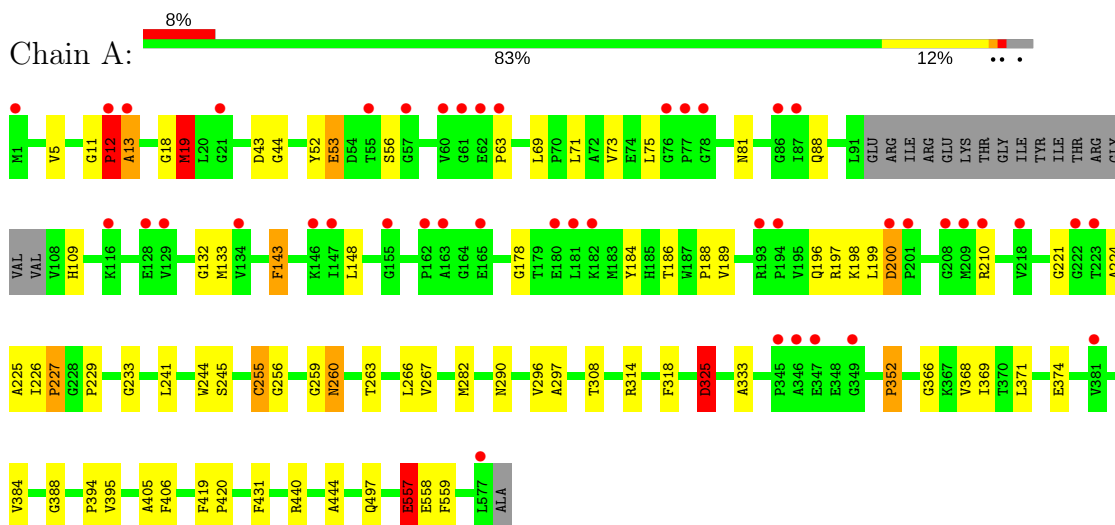 8%
Chain A:
83% 12% •• •
M1 V5 G11 P12 A13 G18 M19 L20 G21 D43 G44 Y52 E53 D54 T55 S56 G57 V60 G61 E62 P63 L69 P70 L71 A72 V73 E74 L75 G76 P77 G78 N81 G86 I87 Q88 L91 GLU ARG ILE ARG GLU LYS THR GLY ILE TYR ILE THR ARG GLY
VAL VAL V108 H109 K116 E128 V129 G132 M133 V134 F143 K146 I147 L148 G155 P162 A163 G164 E165 G178 T179 E180 L181 K182 M183 Y184 H185 T186 W187 P188 V189 R193 P194 V195 Q196 R197 K198 L199 D200 P201 G208 M209 R210 V218 G221 G222 T223 A224
A225 I226 P227 G228 P229 G233 L241 W244 S245 C255 G256 G259 N260 T263 L266 V267 M282 N290 V296 A297 T308 R314 F318 D325 A333 P345 A346 E347 E348 G349 P352 G366 K367 V368 I369 T370 L371 E374 V381
V384 G388 P394 V395 A405 F406 F419 P420 F431 R440 A444 Q497 E557 E558 F559 L577 ALA